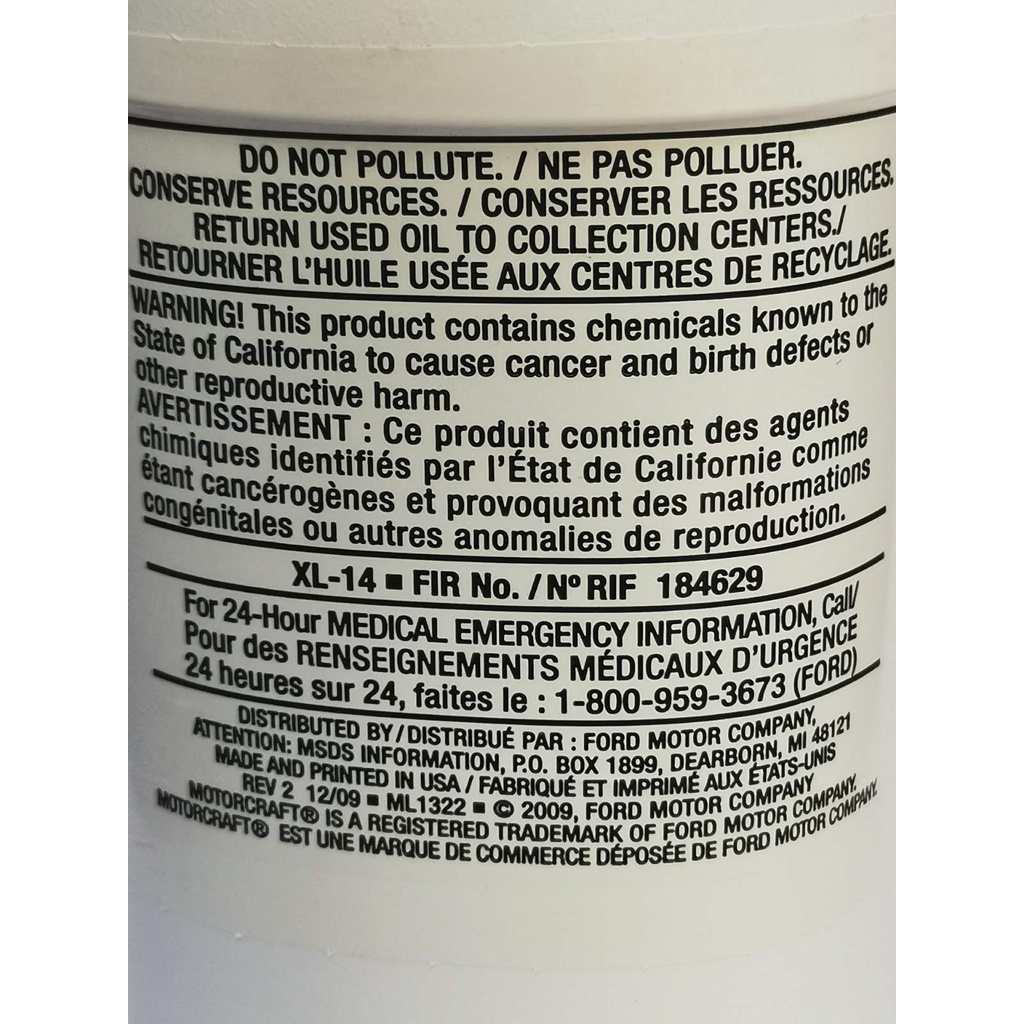 DO NOT POLLUTE. / NE PAS POLLUER.
CONSERVE RESOURCES. / CONSERVER LES RESSOURCES.
RETURN USED OIL TO COLLECTION CENTERS./
RETOURNER L'HUILE USÉE AUX CENTRES DE RECYCLAGE.
WARNING! This product contains chemicals known to the
State of California to cause cancer and birth defects or
other reproductive harm.
AVERTISSEMENT : Ce produit contient des agents
chimiques identifiés par l'État de Californie comme
étant cancérogènes et provoquant des malformations
congénitales ou autres anomalies de reproduction.
XL-14 ■ FIR No. / Nº RIF 184629
For 24-Hour MEDICAL EMERGENCY INFORMATION, Call/
Pour des RENSEIGNEMENTS MÉDICAUX D'URGENCE
24 heures sur 24, faites le : 1-800-959-3673 (FORD)
DISTRIBUTED BY / DISTRIBUÉ PAR : FORD MOTOR COMPANY,
ATTENTION: MSDS INFORMATION, P.O. BOX 1899, DEARBORN, MI 48121
MADE AND PRINTED IN USA / FABRIQUÉ ET IMPRIMÉ AUX ÉTATS-UNIS
REV 2 12/09 ■ ML1322 ■ © 2009, FORD MOTOR COMPANY
MOTORCRAFT® IS A REGISTERED TRADEMARK OF FORD MOTOR COMPANY.
MOTORCRAFT® EST UNE MARQUE DE COMMERCE DÉPOSÉE DE FORD MOTOR COMPANY.